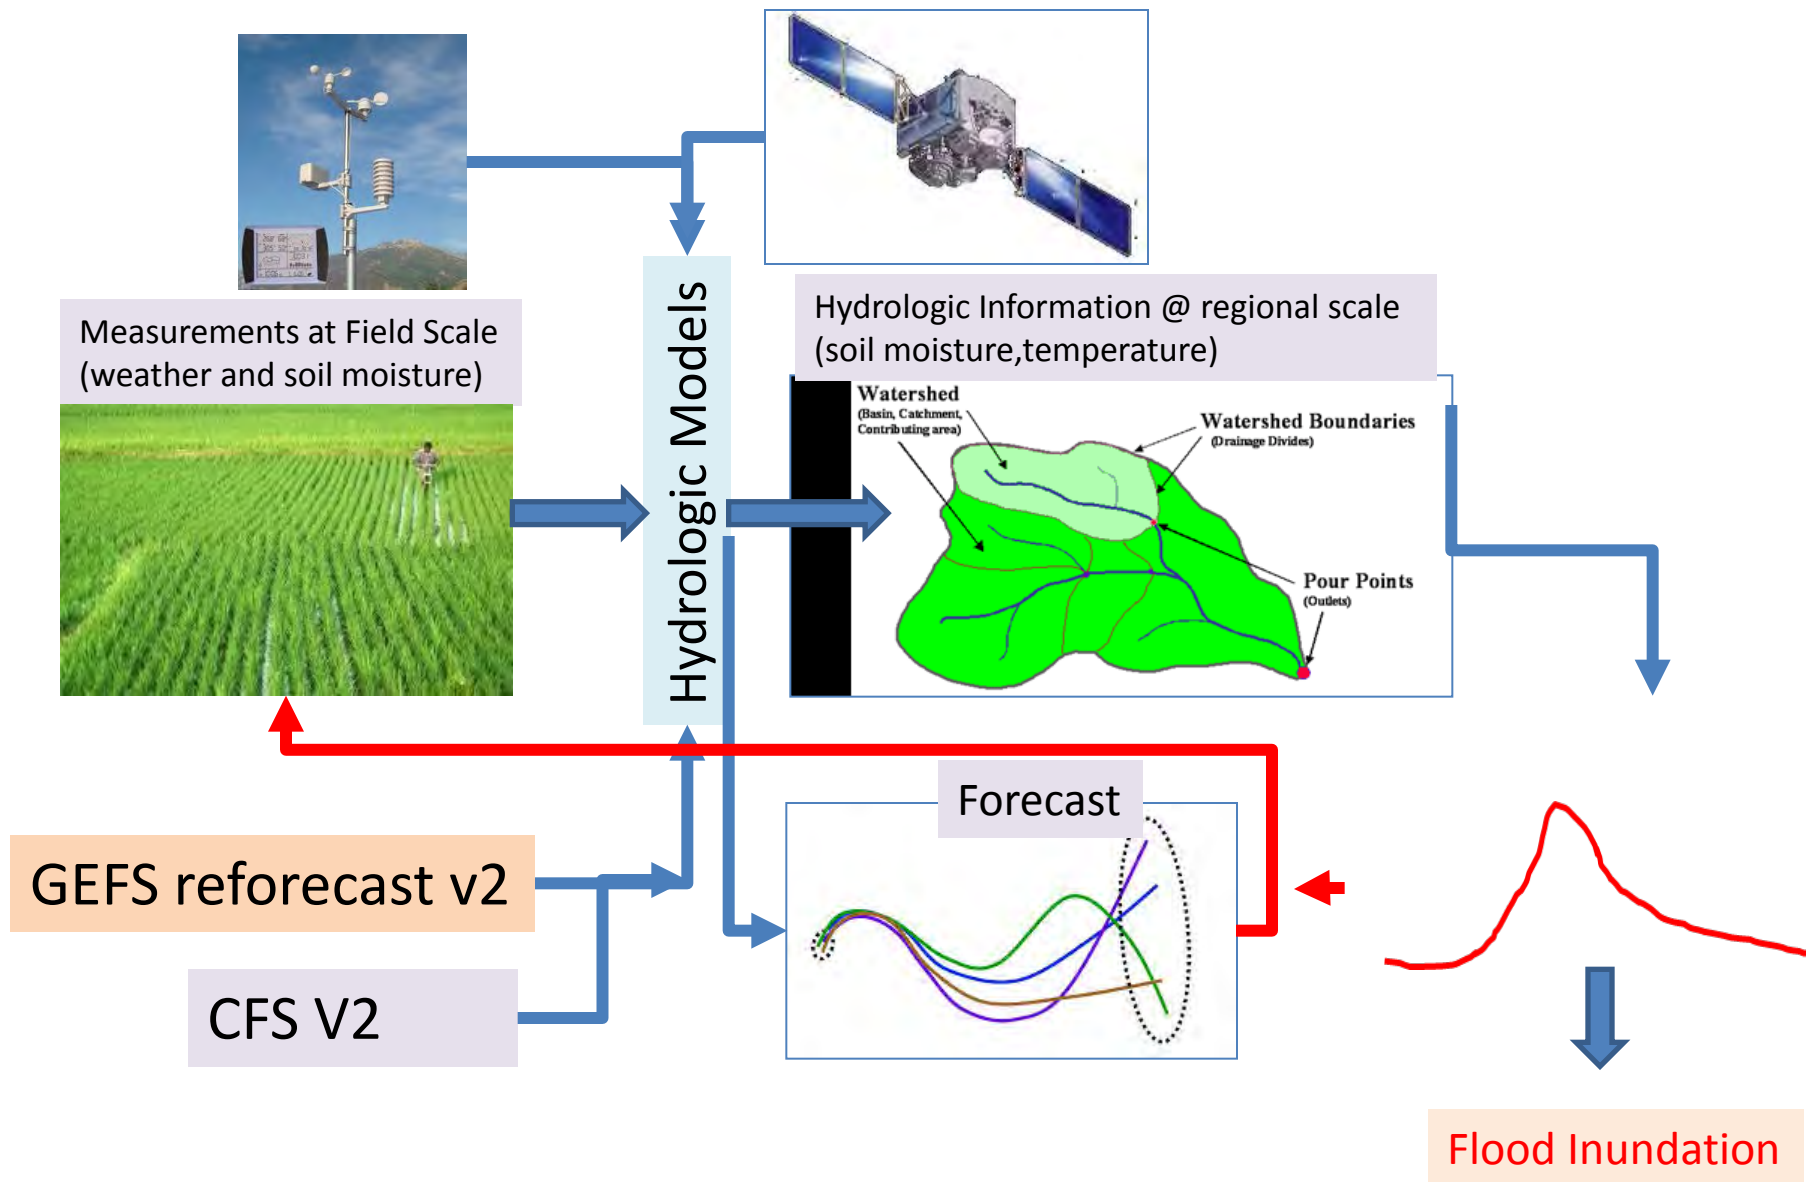 Measurements at Field Scale
(weather and soil moisture)
Hydrologic Models
Hydrologic Information @ regional scale
(soil moisture,temperature)
Watershed
(Basin, Catchment,
Contributing area)
Watershed Boundaries
(Drainage Divides)
Pour Points
(Outlets)
Forecast
GEFS reforecast v2
CFS V2
Flood Inundation